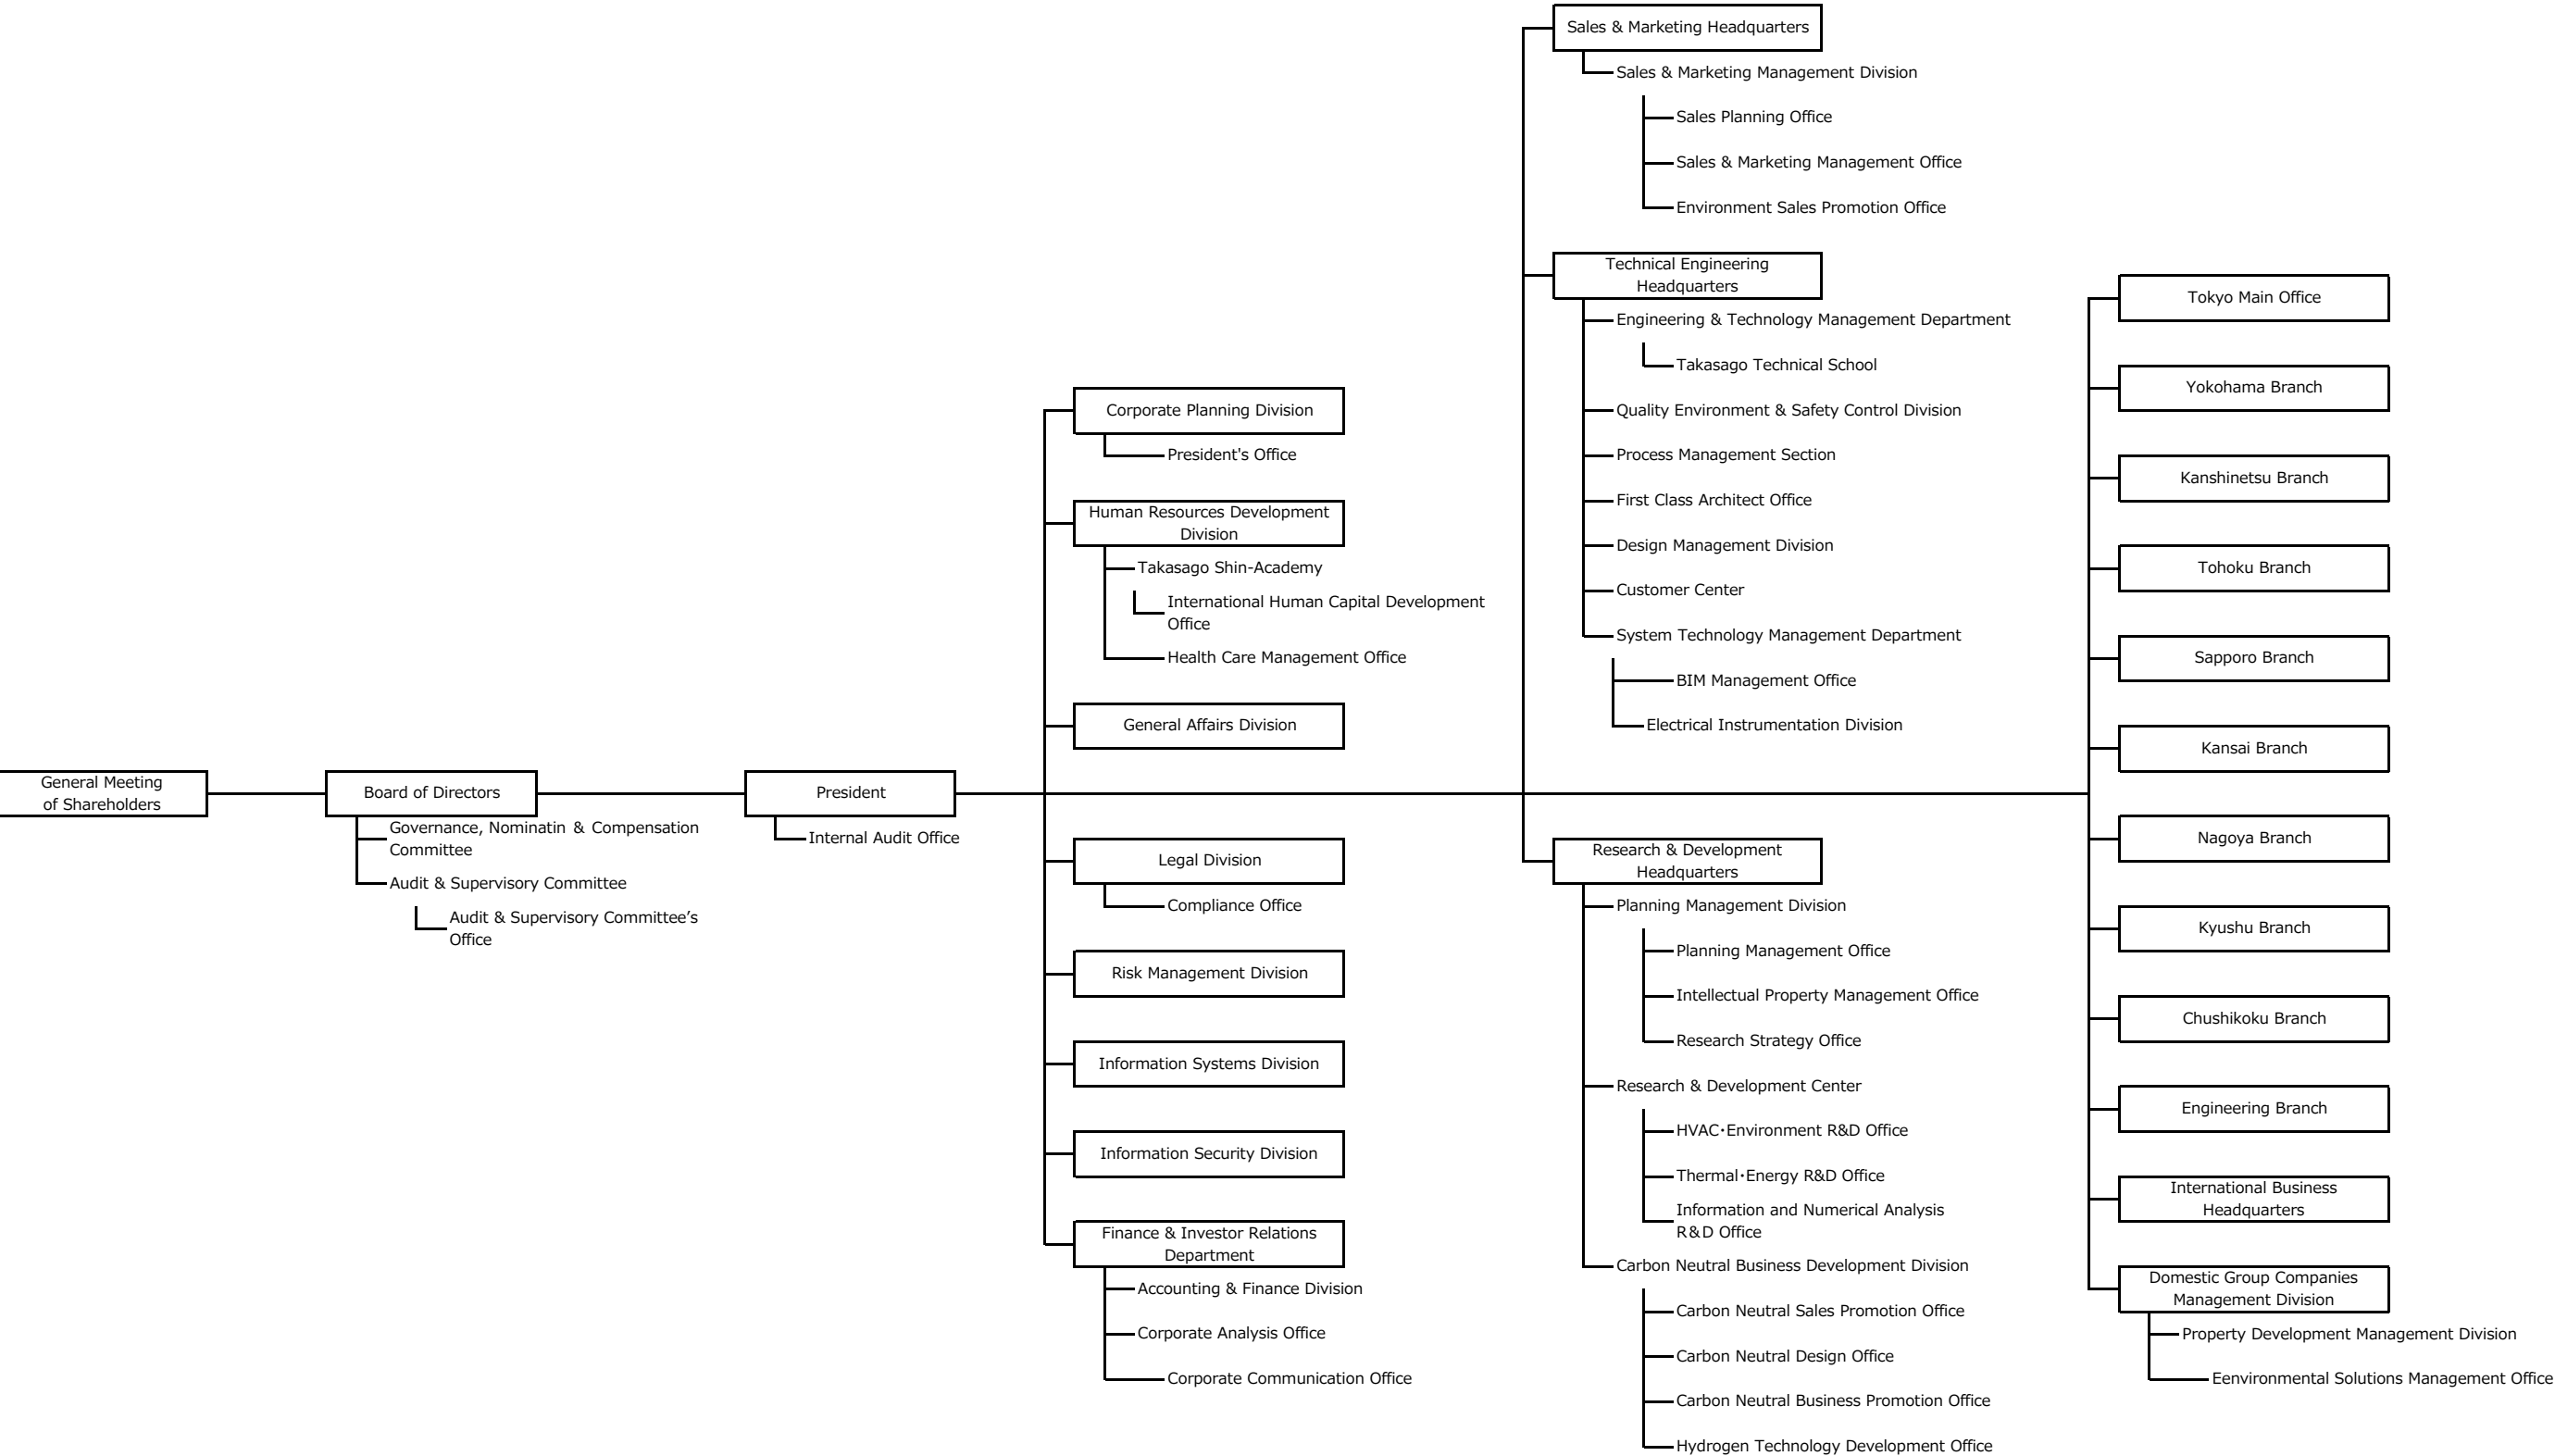 General Meeting
of Shareholders
Board of Directors
Governance, Nominatin & Compensation
Committee
Audit & Supervisory Committee
Audit & Supervisory Committee's
Office
President
Internal Audit Office
Corporate Planning Division
President's Office
Human Resources Development
Division
Takasago Shin-Academy
International Human Capital Development
Office
Health Care Management Office
General Affairs Division
Legal Division
Compliance Office
Risk Management Division
Information Systems Division
Information Security Division
Finance & Investor Relations
Department
Accounting & Finance Division
Corporate Analysis Office
Corporate Communication Office
Sales & Marketing Headquarters
Sales & Marketing Management Division
Sales Planning Office
Sales & Marketing Management Office
Environment Sales Promotion Office
Technical Engineering
Headquarters
Engineering & Technology Management Department
Takasago Technical School
Quality Environment & Safety Control Division
Process Management Section
First Class Architect Office
Design Management Division
Customer Center
System Technology Management Department
BIM Management Office
Electrical Instrumentation Division
Research & Development
Headquarters
Planning Management Division
Planning Management Office
Intellectual Property Management Office
Research Strategy Office
Research & Development Center
HVAC・Environment R&D Office
Thermal・Energy R&D Office
Information and Numerical Analysis
R&D Office
Carbon Neutral Business Development Division
Carbon Neutral Sales Promotion Office
Carbon Neutral Design Office
Carbon Neutral Business Promotion Office
Hydrogen Technology Development Office
Tokyo Main Office
Yokohama Branch
Kanshinetsu Branch
Tohoku Branch
Sapporo Branch
Kansai Branch
Nagoya Branch
Kyushu Branch
Chushikoku Branch
Engineering Branch
International Business
Headquarters
Domestic Group Companies
Management Division
Property Development Management Division
Eenvironmental Solutions Management Office